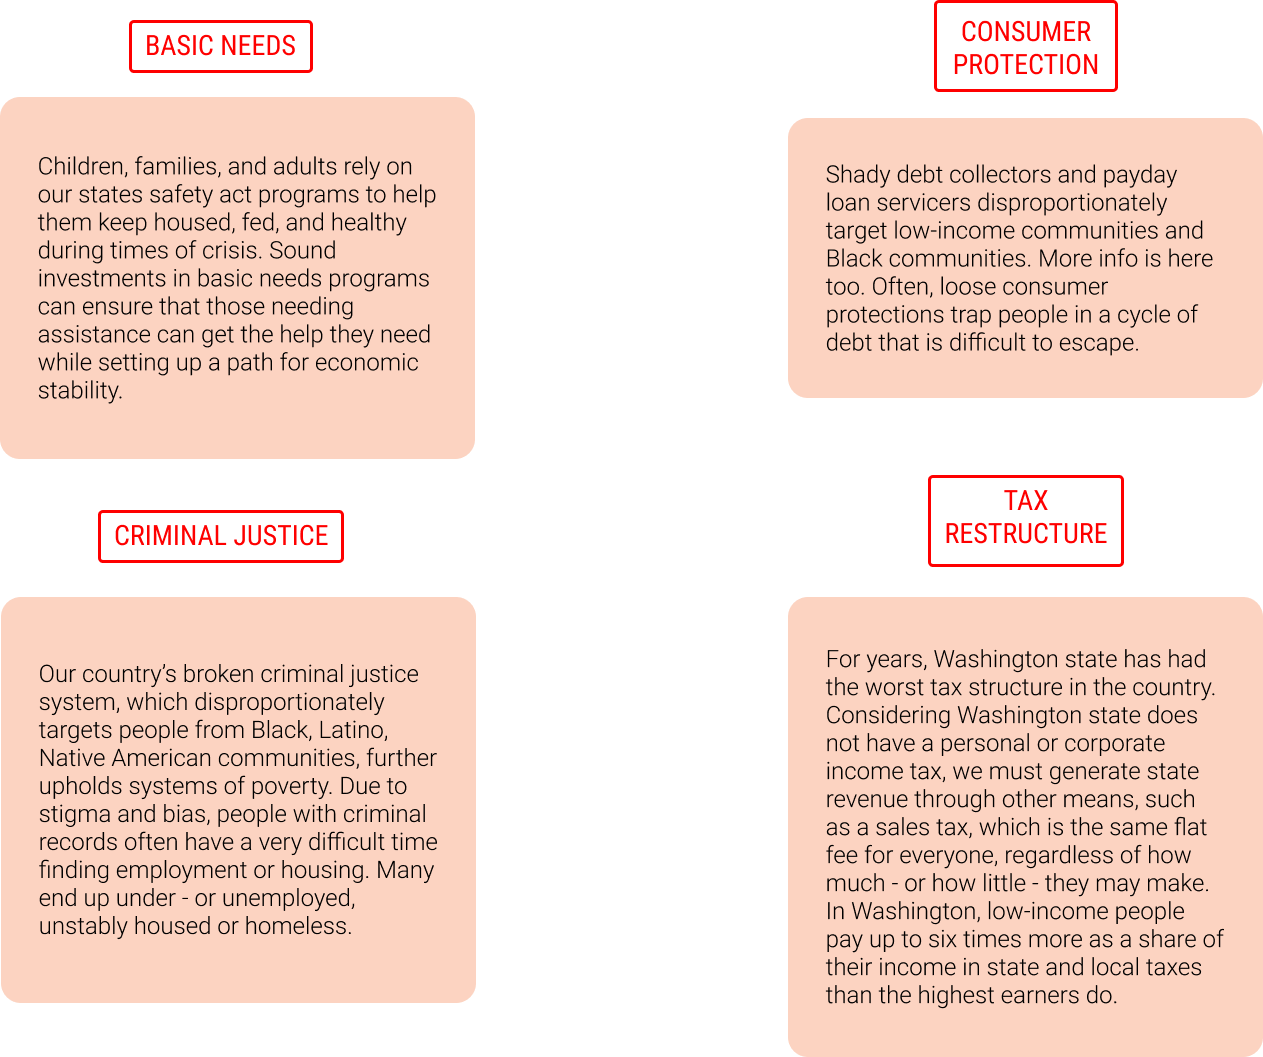 BASIC NEEDS
Children, families, and adults rely on
our states safety act programs to help
them keep housed, fed, and healthy
during times of crisis. Sound
investments in basic needs programs
can ensure that those needing
assistance can get the help they need
while setting up a path for economic
stability.
CONSUMER
PROTECTION
Shady debt collectors and payday
loan servicers disproportionately
target low-income communities and
Black communities. More info is here
too. Often, loose consumer
protections trap people in a cycle of
debt that is difficult to escape.
CRIMINAL JUSTICE
Our country’s broken criminal justice
system, which disproportionately
targets people from Black, Latino,
Native American communities, further
upholds systems of poverty. Due to
stigma and bias, people with criminal
records often have a very difficult time
finding employment or housing. Many
end up under - or unemployed,
unstably housed or homeless.
TAX
RESTRUCTURE
For years, Washington state has had
the worst tax structure in the country.
Considering Washington state does
not have a personal or corporate
income tax, we must generate state
revenue through other means, such
as a sales tax, which is the same flat
fee for everyone, regardless of how
much - or how little - they may make.
In Washington, low-income people
pay up to six times more as a share of
their income in state and local taxes
than the highest earners do.